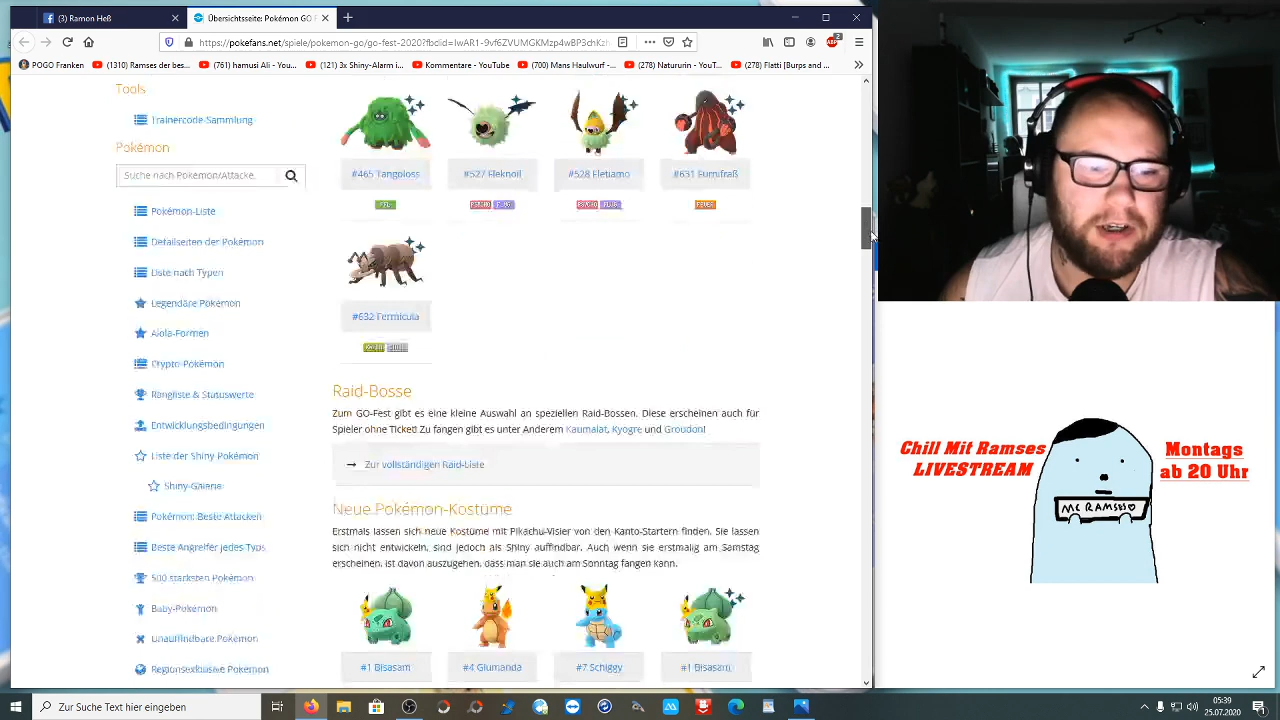 (3) Ramon Heß
Übersichtsseite: Pokémon GO F
https://pokefans.net/spiele/pokemon-go/go-fest-2020?
POGO Franken
(1310) Ramses der bes...
(761) hamusi Ali - You...
(121) 3x Shiny-Alarm i...
Kommentare - YouTube
(700) Mans Haulwurf - ...
(278) Natururin - YouT...
(278) Flatti [Burps and ...
Tools
Trainercode-Sammlung
Pokémon
Suche nach Pokemon/Attacke,
Pokémon-Liste
Detailseiten der Pokémon
Liste nach Typen
Legendäre Pokémon
Alola-Formen
Crypto-Pokémon
Rangliste & Statuswerte
Entwicklungsbedingungen
Liste der Shiny Pokémon
Shiny-Galerie
Pokémon: Beste Attacken
Beste Angreifer jedes Typs
500 stärksten Pokémon
Baby-Pokémon
Unauffindbare Pokémon
Regionsexklusive Pokémon
#465 Tangoloss
#527 Fleknoil
#528 Fletiamo
#631 Furnifraß
PSYCHO FLUG
PSYCHO FLUG
FEUER
#632 Fermicula
Raid-Bosse
Zum GO-Fest gibt es eine kleine Auswahl an speziellen Raid-Bossen. Diese erscheinen auch für
Spieler ohne Ticket! Zu fangen gibt es unter Anderem Kaumalat, Kyogre und Groudon!
Zur vollständigen Raid-Liste
Neue Pokémon-Kostüme
Erstmals lassen sich neue Kostüme mit Pikachu-Visier von den Kanto-Startern finden. Sie lassen
sich nicht entwickeln, sind jedoch als Shiny auffindbar. Auch wenn sie erstmalig am Samstag
erscheinen, ist davon auszugehen, dass man sie auch am Sonntag fangen kann.
#1 Bisasam
#4 Glumanda
#7 Schiggy
#1 Bisasam
Chill Mit Ramses
LIVESTREAM
Montags
ab 20 Uhr
MC RAMSES♡
Zur Suche Text hier eingeben
05:39
25.07.2020